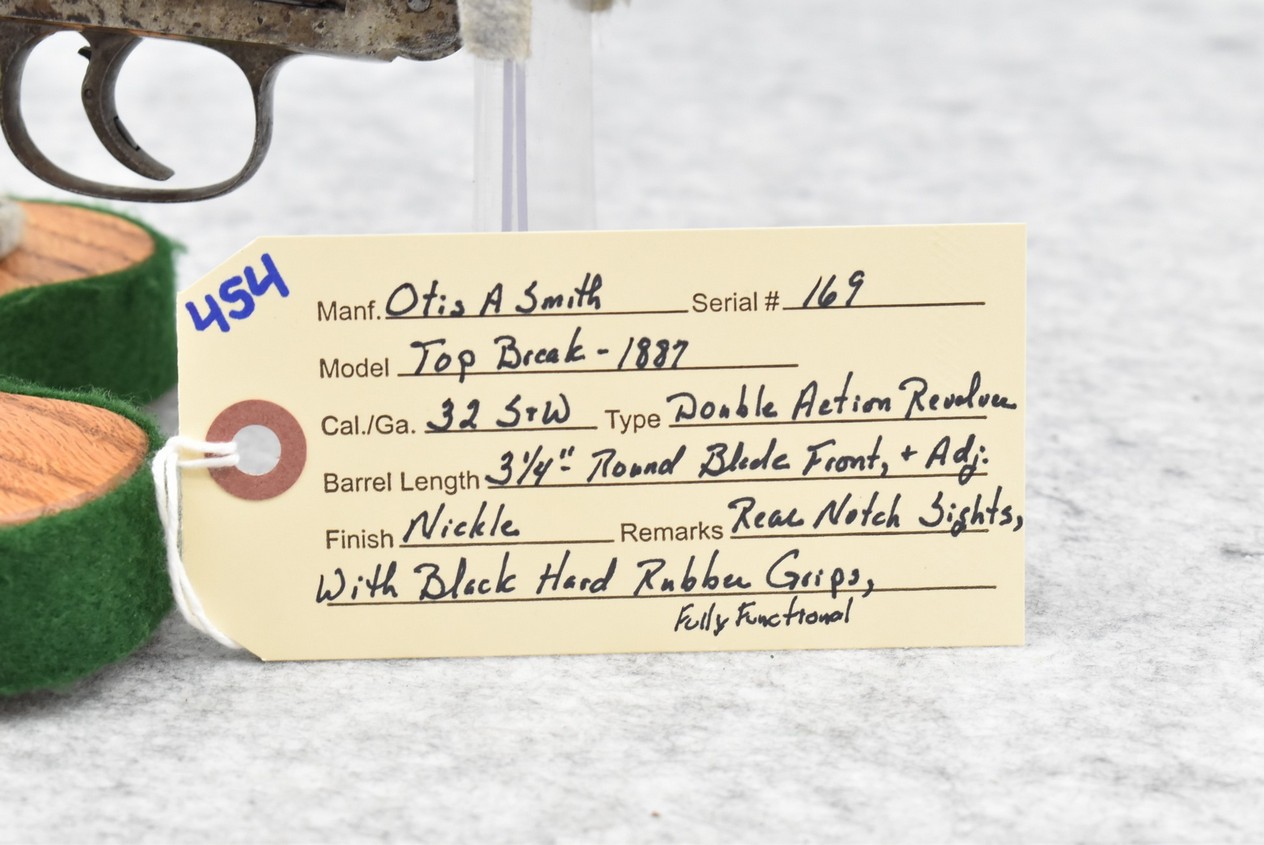 454
Manf. Otis A Smith Serial # 169
Model Top Break - 1887
Cal./Ga. 32 S+W Type Double Action Revolver
Barrel Length 3 1/4" Round Blade Front, + Adj.
Finish Nickle Remarks Rear Notch Sights,
With Black Hard Rubber Grips,
Fully Functional